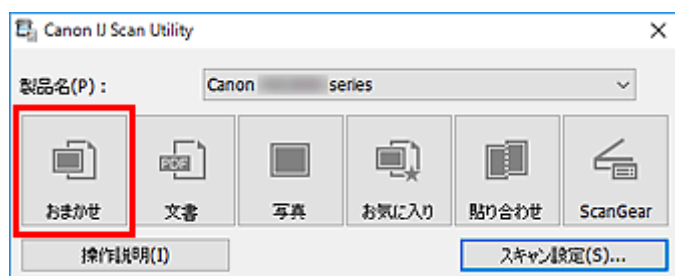 Canon IJ Scan Utility
製品名(P) : Canon series
PDF
おまかせ 文書 写真 お気に入り 貼り合わせ ScanGear
操作説明(I) スキャン設定(S)...